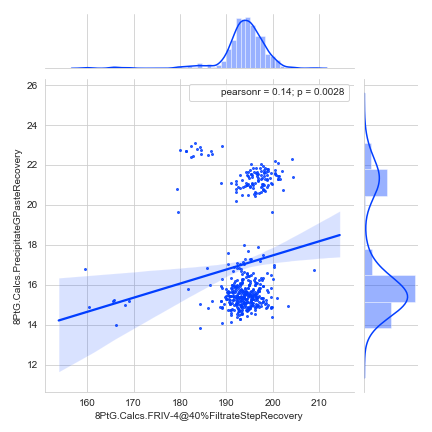 pearsonr = 0.14; p = 0.0028
26
24
22
20
18
16
14
12
8PtG.Calcs.PrecipitateGPasteRecovery
160 170 180 190 200 210
8PtG.Calcs.FRIV-4@40%FiltrateStepRecovery